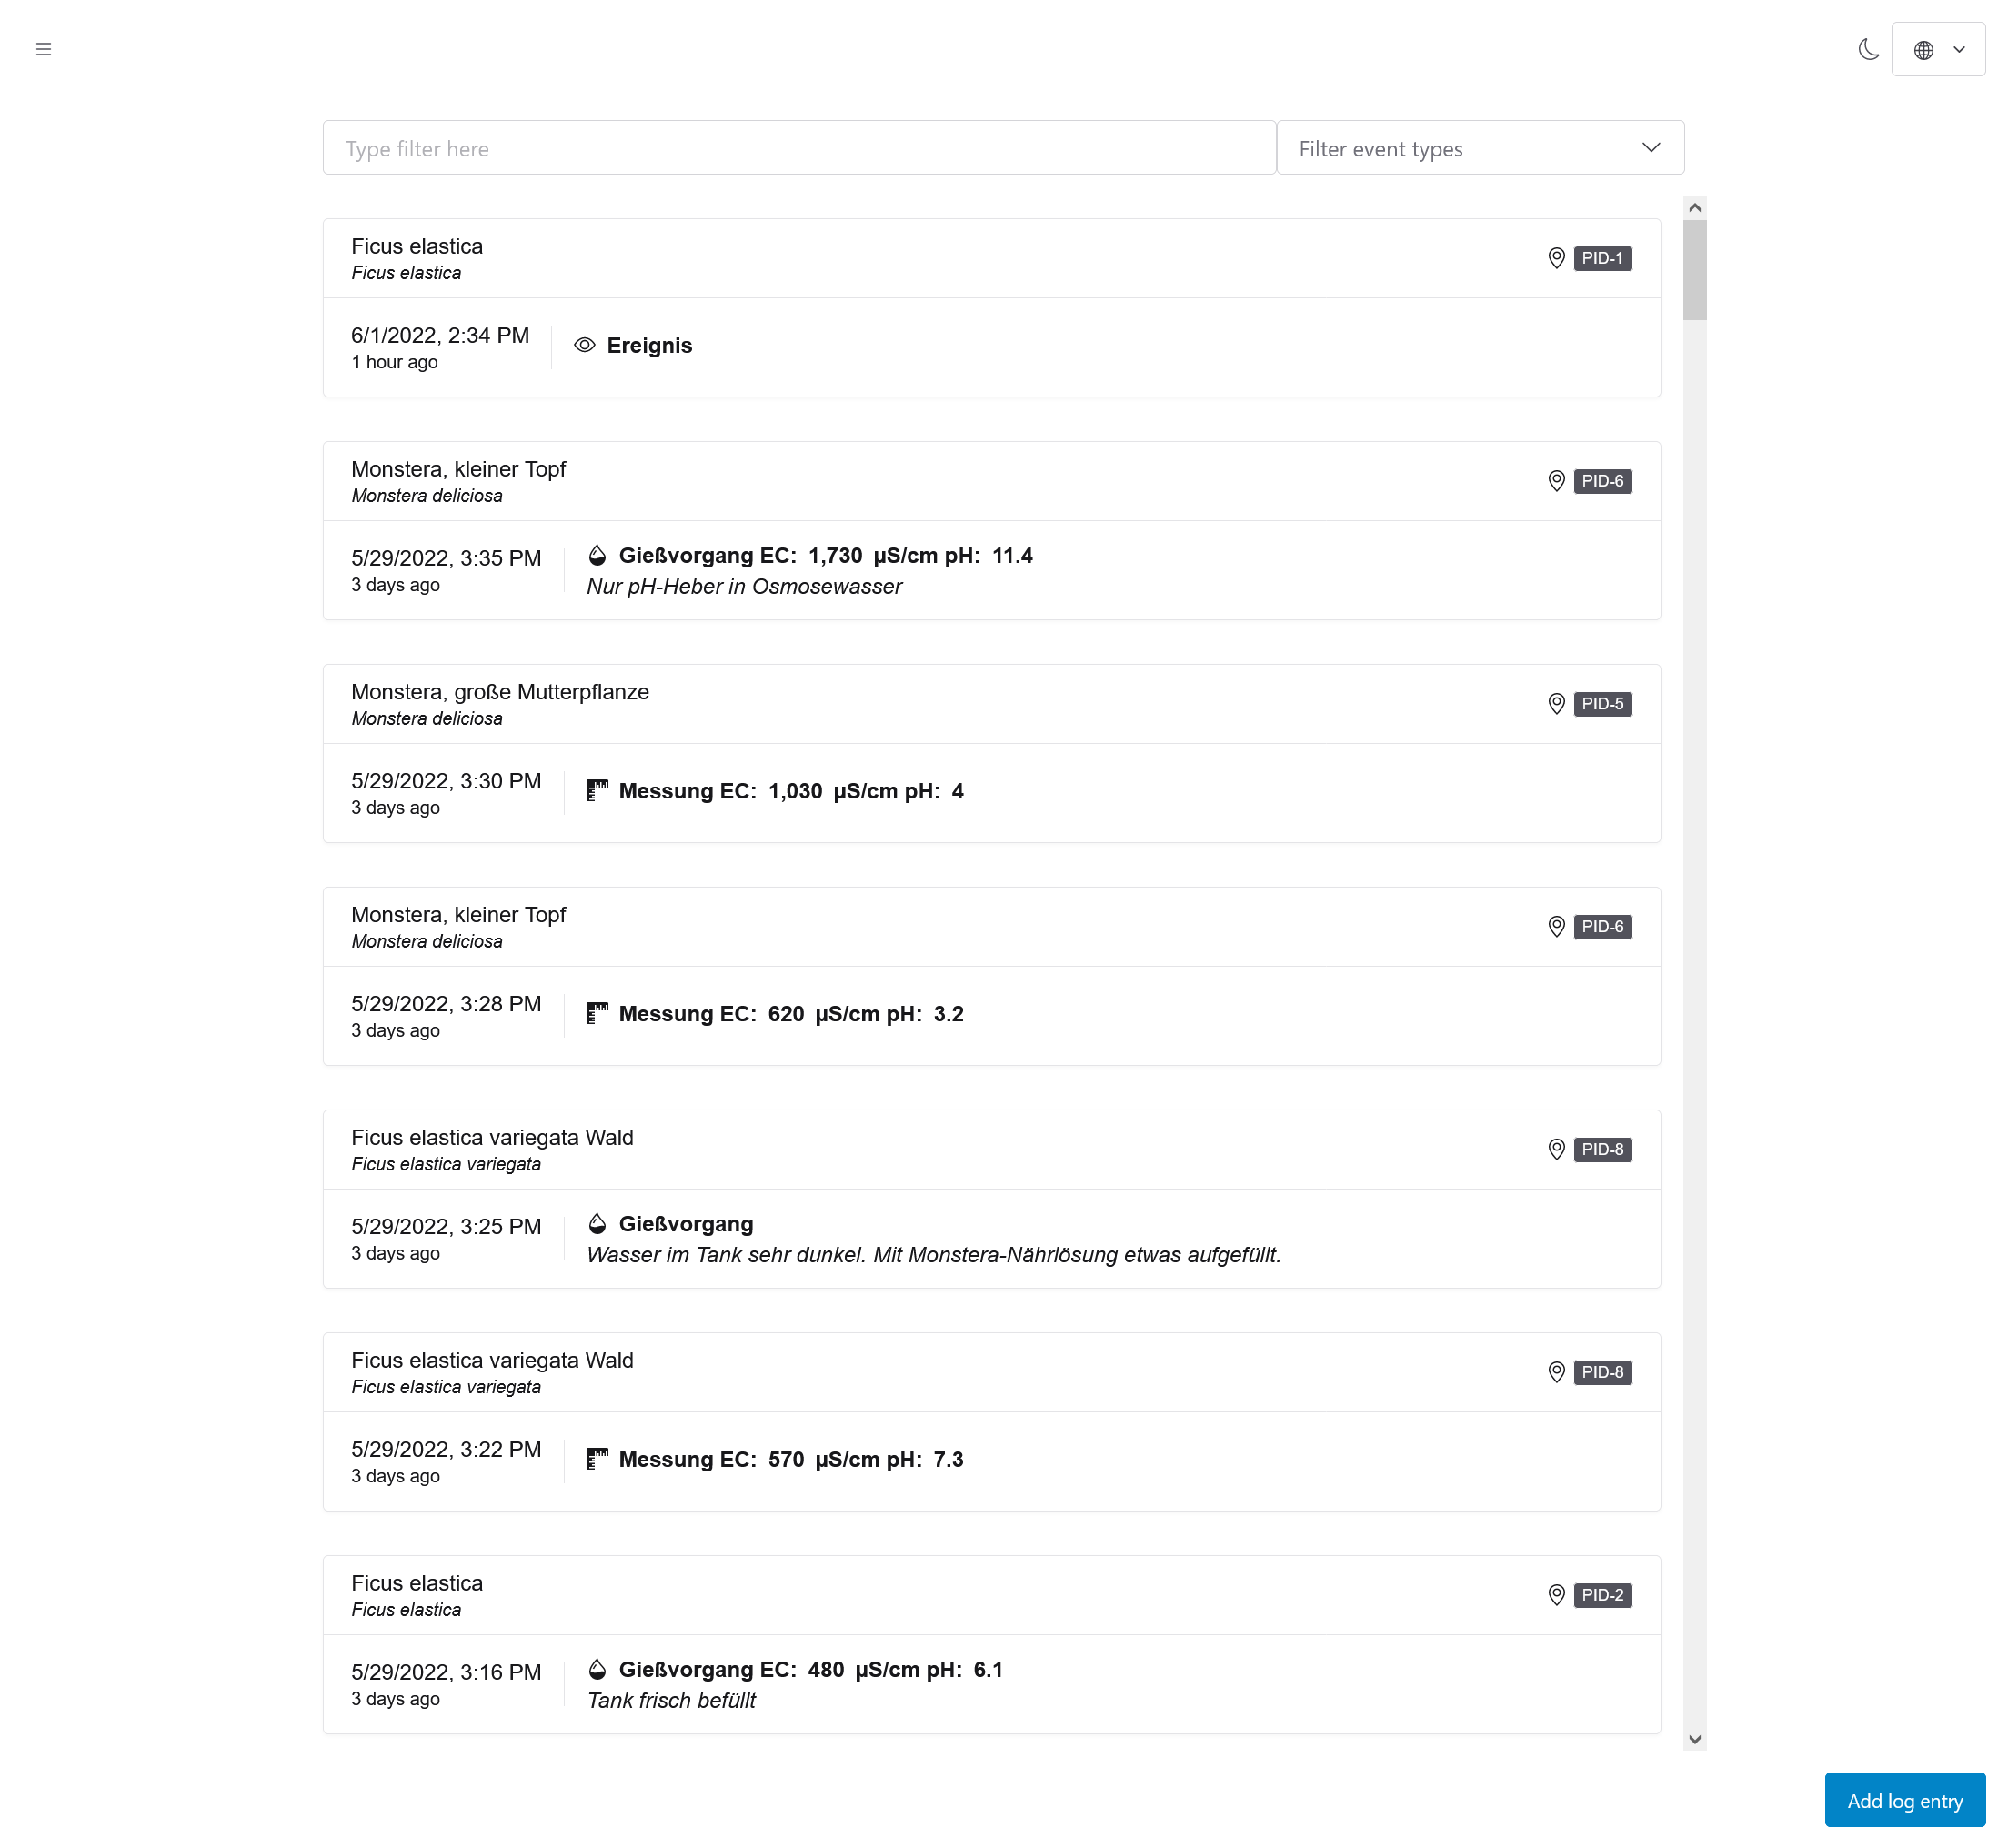 Type filter here
Filter event types
Ficus elastica
Ficus elastica
PID-1
6/1/2022, 2:34 PM
1 hour ago
Ereignis
Monstera, kleiner Topf
Monstera deliciosa
PID-6
5/29/2022, 3:35 PM
3 days ago
Gießvorgang EC: 1,730 µS/cm pH: 11.4
Nur pH-Heber in Osmosewasser
Monstera, große Mutterpflanze
Monstera deliciosa
PID-5
5/29/2022, 3:30 PM
3 days ago
Messung EC: 1,030 µS/cm pH: 4
Monstera, kleiner Topf
Monstera deliciosa
PID-6
5/29/2022, 3:28 PM
3 days ago
Messung EC: 620 µS/cm pH: 3.2
Ficus elastica variegata Wald
Ficus elastica variegata
PID-8
5/29/2022, 3:25 PM
3 days ago
Gießvorgang
Wasser im Tank sehr dunkel. Mit Monstera-Nährlösung etwas aufgefüllt.
Ficus elastica variegata Wald
Ficus elastica variegata
PID-8
5/29/2022, 3:22 PM
3 days ago
Messung EC: 570 µS/cm pH: 7.3
Ficus elastica
Ficus elastica
PID-2
5/29/2022, 3:16 PM
3 days ago
Gießvorgang EC: 480 µS/cm pH: 6.1
Tank frisch befüllt
Add log entry